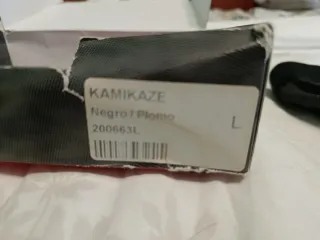 KAMIKAZE
Negro / Plomo
200663L
L